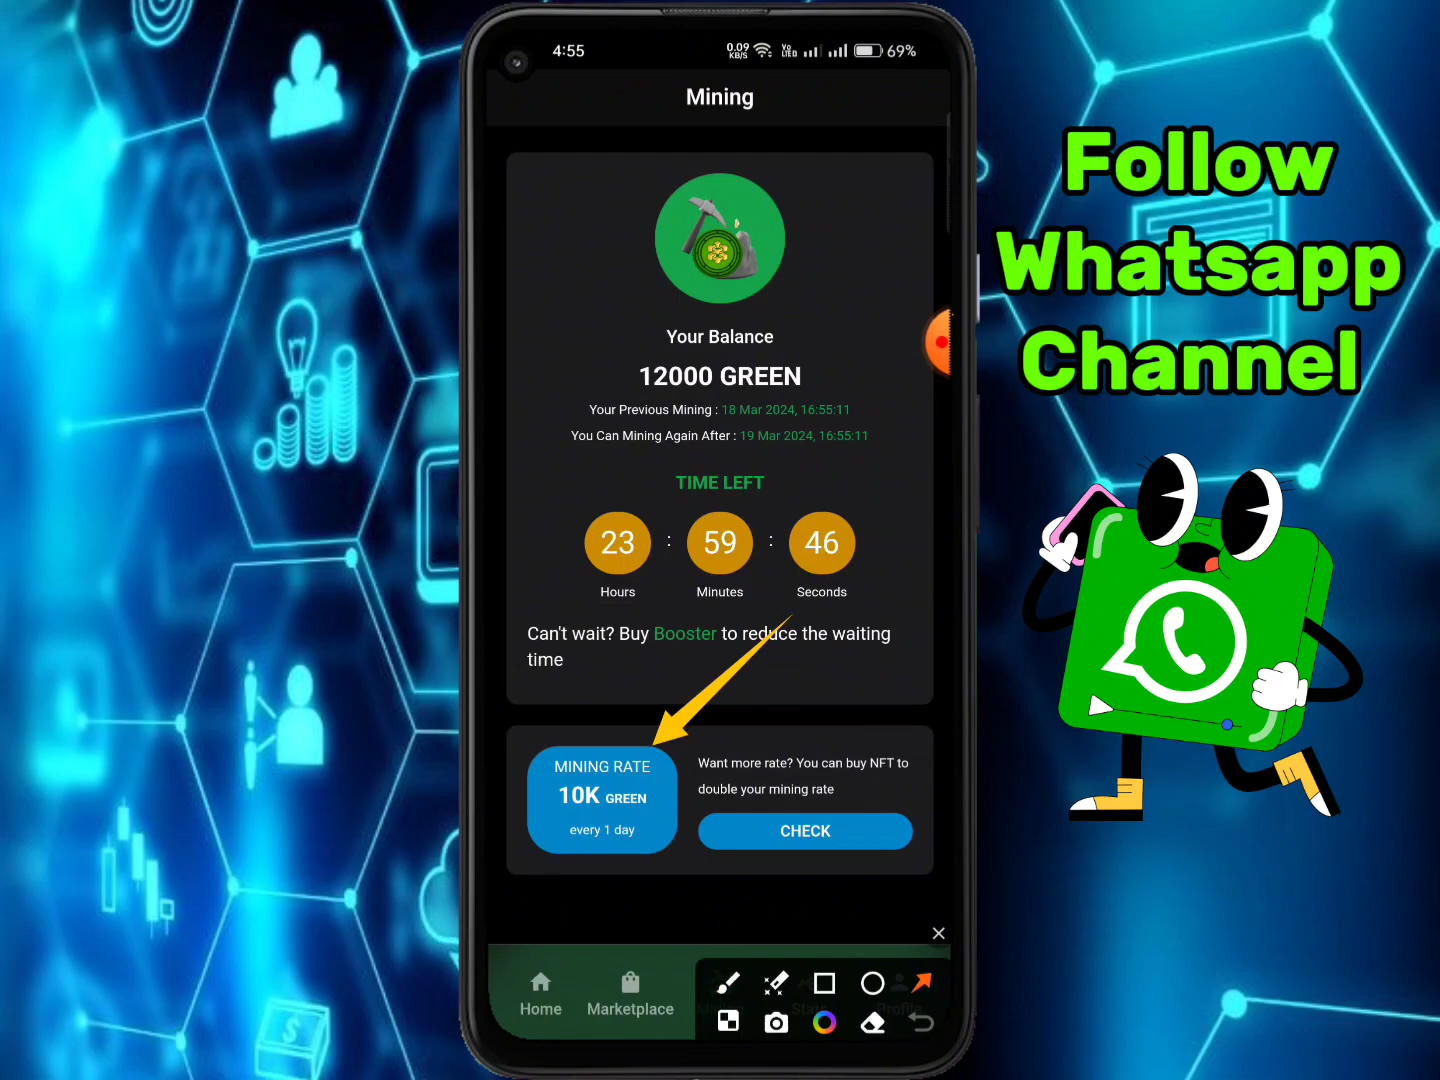 4:55
0.09
KB/S
Vo
LTED
69%
Mining
Your Balance
12000 GREEN
Your Previous Mining : 18 Mar 2024, 16:55:11
You Can Mining Again After : 19 Mar 2024, 16:55:11
TIME LEFT
23 : 59 : 46
Hours Minutes Seconds
Can't wait? Buy Booster to reduce the waiting
time
MINING RATE
10K GREEN
every 1 day
Want more rate? You can buy NFT to
double your mining rate
CHECK
Home Marketplace Profile
Follow
Whatsapp
Channel